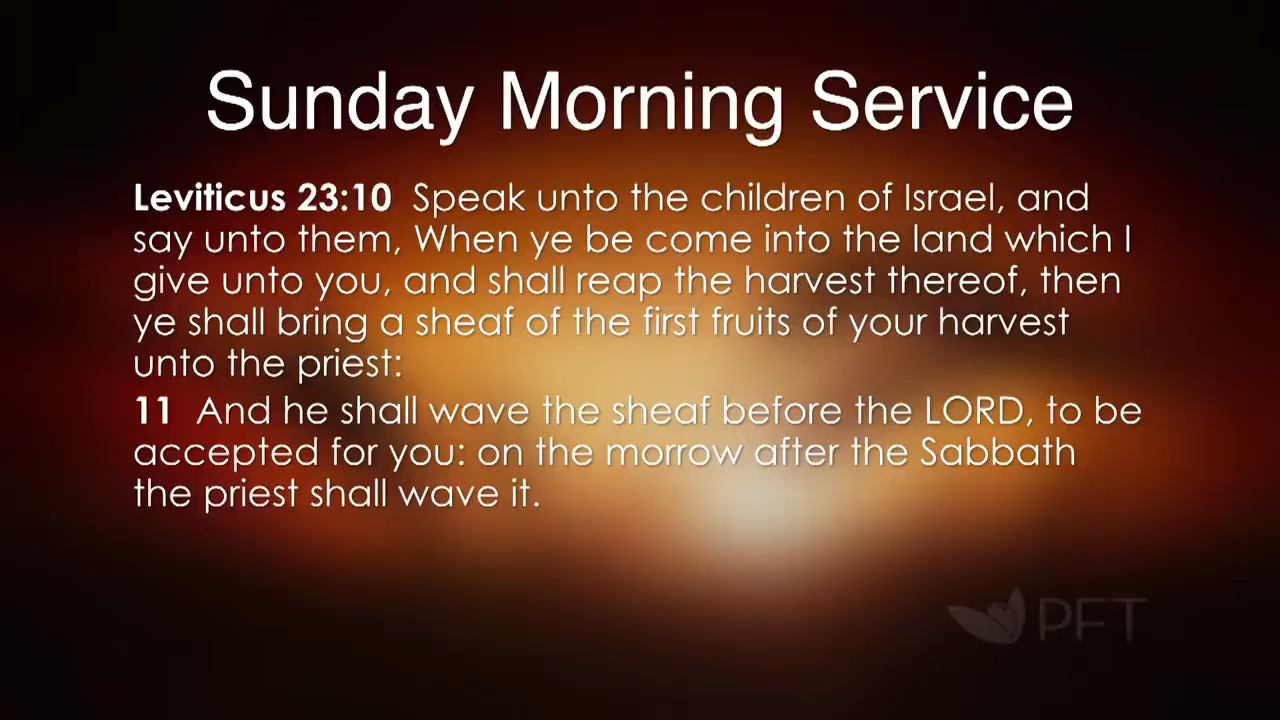 Sunday Morning Service
Leviticus 23:10  Speak unto the children of Israel, and
say unto them, When ye be come into the land which I
give unto you, and shall reap the harvest thereof, then
ye shall bring a sheaf of the first fruits of your harvest
unto the priest:
11  And he shall wave the sheaf before the LORD, to be
accepted for you: on the morrow after the Sabbath
the priest shall wave it.
PFT